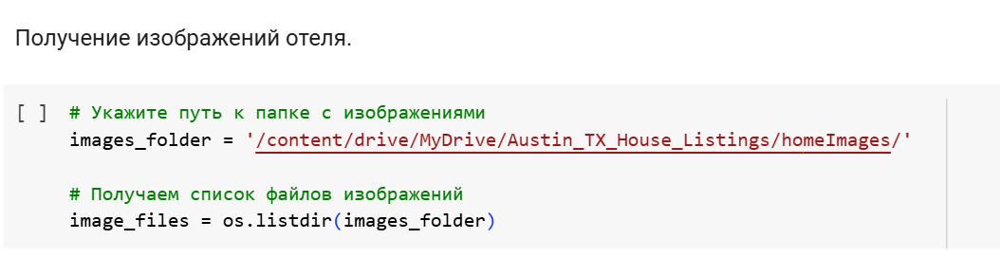 Получение изображений отеля.
[ ] # Укажите путь к папке с изображениями
images_folder = '/content/drive/MyDrive/Austin_TX_House_Listings/homeImages/'
# Получаем список файлов изображений
image_files = os.listdir(images_folder)